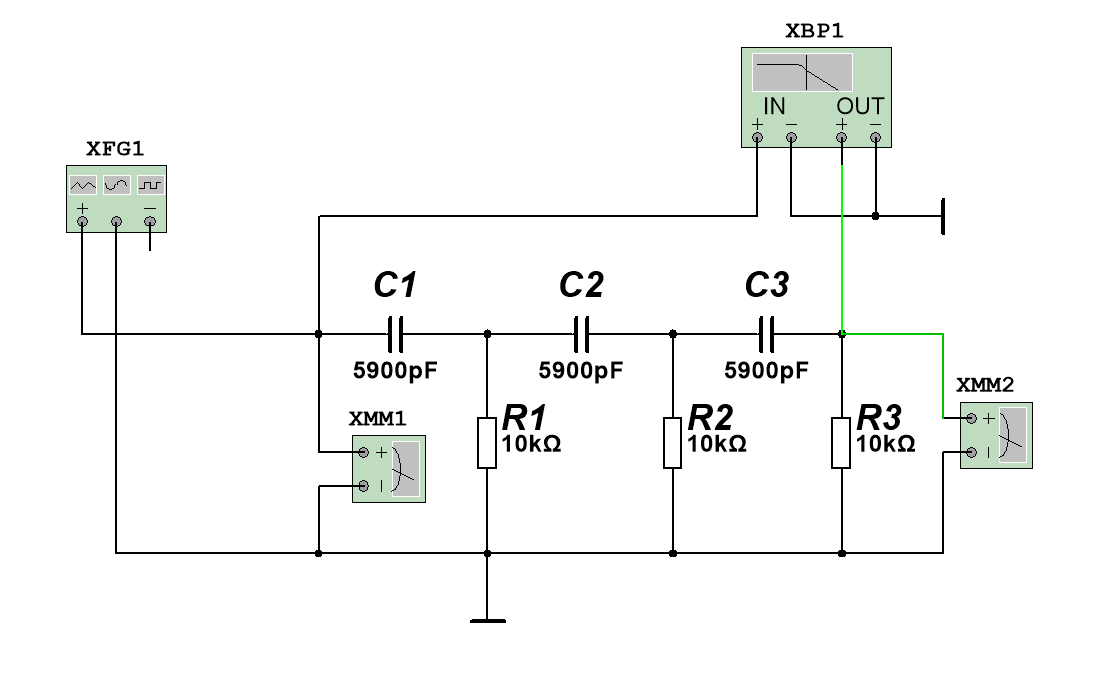 XBP1
IN OUT
+ − + −
XFG1
+ −
C1 C2 C3
5900pF 5900pF 5900pF
XMM2
XMM1
R1 R2 R3
10kΩ 10kΩ 10kΩ